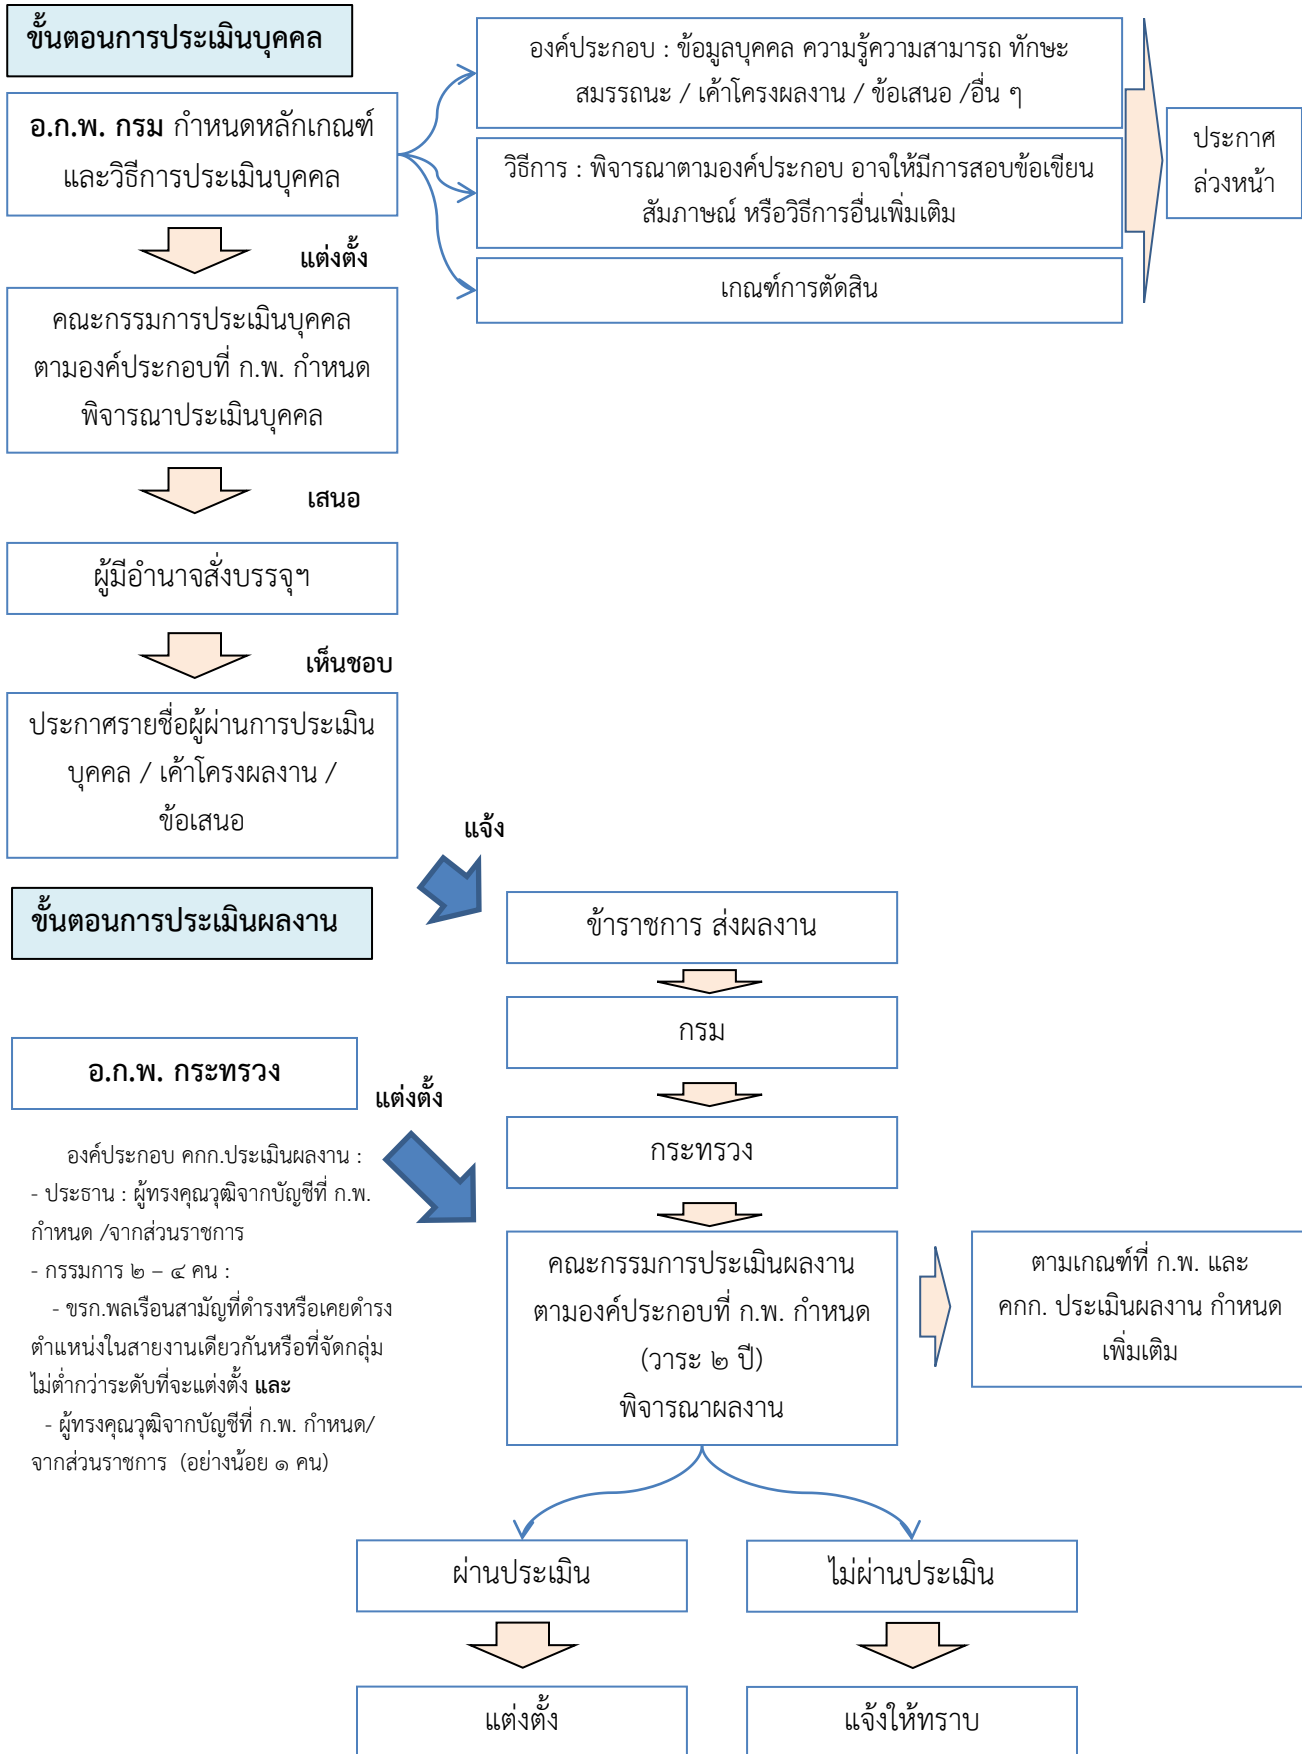 ขั้นตอนการประเมินบุคคล
อ.ก.พ. กรม กำหนดหลักเกณฑ์
และวิธีการประเมินบุคคล
องค์ประกอบ : ข้อมูลบุคคล ความรู้ความสามารถ ทักษะ
สมรรถนะ / เค้าโครงผลงาน / ข้อเสนอ /อื่น ๆ
วิธีการ : พิจารณาตามองค์ประกอบ อาจให้มีการสอบข้อเขียน
สัมภาษณ์ หรือวิธีการอื่นเพิ่มเติม
เกณฑ์การตัดสิน
ประกาศ
ล่วงหน้า
แต่งตั้ง
คณะกรรมการประเมินบุคคล
ตามองค์ประกอบที่ ก.พ. กำหนด
พิจารณาประเมินบุคคล
เสนอ
ผู้มีอำนาจสั่งบรรจุฯ
เห็นชอบ
ประกาศรายชื่อผู้ผ่านการประเมิน
บุคคล / เค้าโครงผลงาน /
ข้อเสนอ
แจ้ง
ขั้นตอนการประเมินผลงาน
ข้าราชการ ส่งผลงาน
กรม
อ.ก.พ. กระทรวง
แต่งตั้ง
กระทรวง
องค์ประกอบ คกก.ประเมินผลงาน :
- ประธาน : ผู้ทรงคุณวุฒิจากบัญชีที่ ก.พ.
กำหนด /จากส่วนราชการ
- กรรมการ ๒ – ๔ คน :
- ขรก.พลเรือนสามัญที่ดำรงหรือเคยดำรง
ตำแหน่งในสายงานเดียวกันหรือที่จัดกลุ่ม
ไม่ต่ำกว่าระดับที่จะแต่งตั้ง และ
- ผู้ทรงคุณวุฒิจากบัญชีที่ ก.พ. กำหนด/
จากส่วนราชการ (อย่างน้อย ๑ คน)
คณะกรรมการประเมินผลงาน
ตามองค์ประกอบที่ ก.พ. กำหนด
(วาระ ๒ ปี)
พิจารณาผลงาน
ตามเกณฑ์ที่ ก.พ. และ
คกก. ประเมินผลงาน กำหนด
เพิ่มเติม
ผ่านประเมิน
ไม่ผ่านประเมิน
แต่งตั้ง
แจ้งให้ทราบ